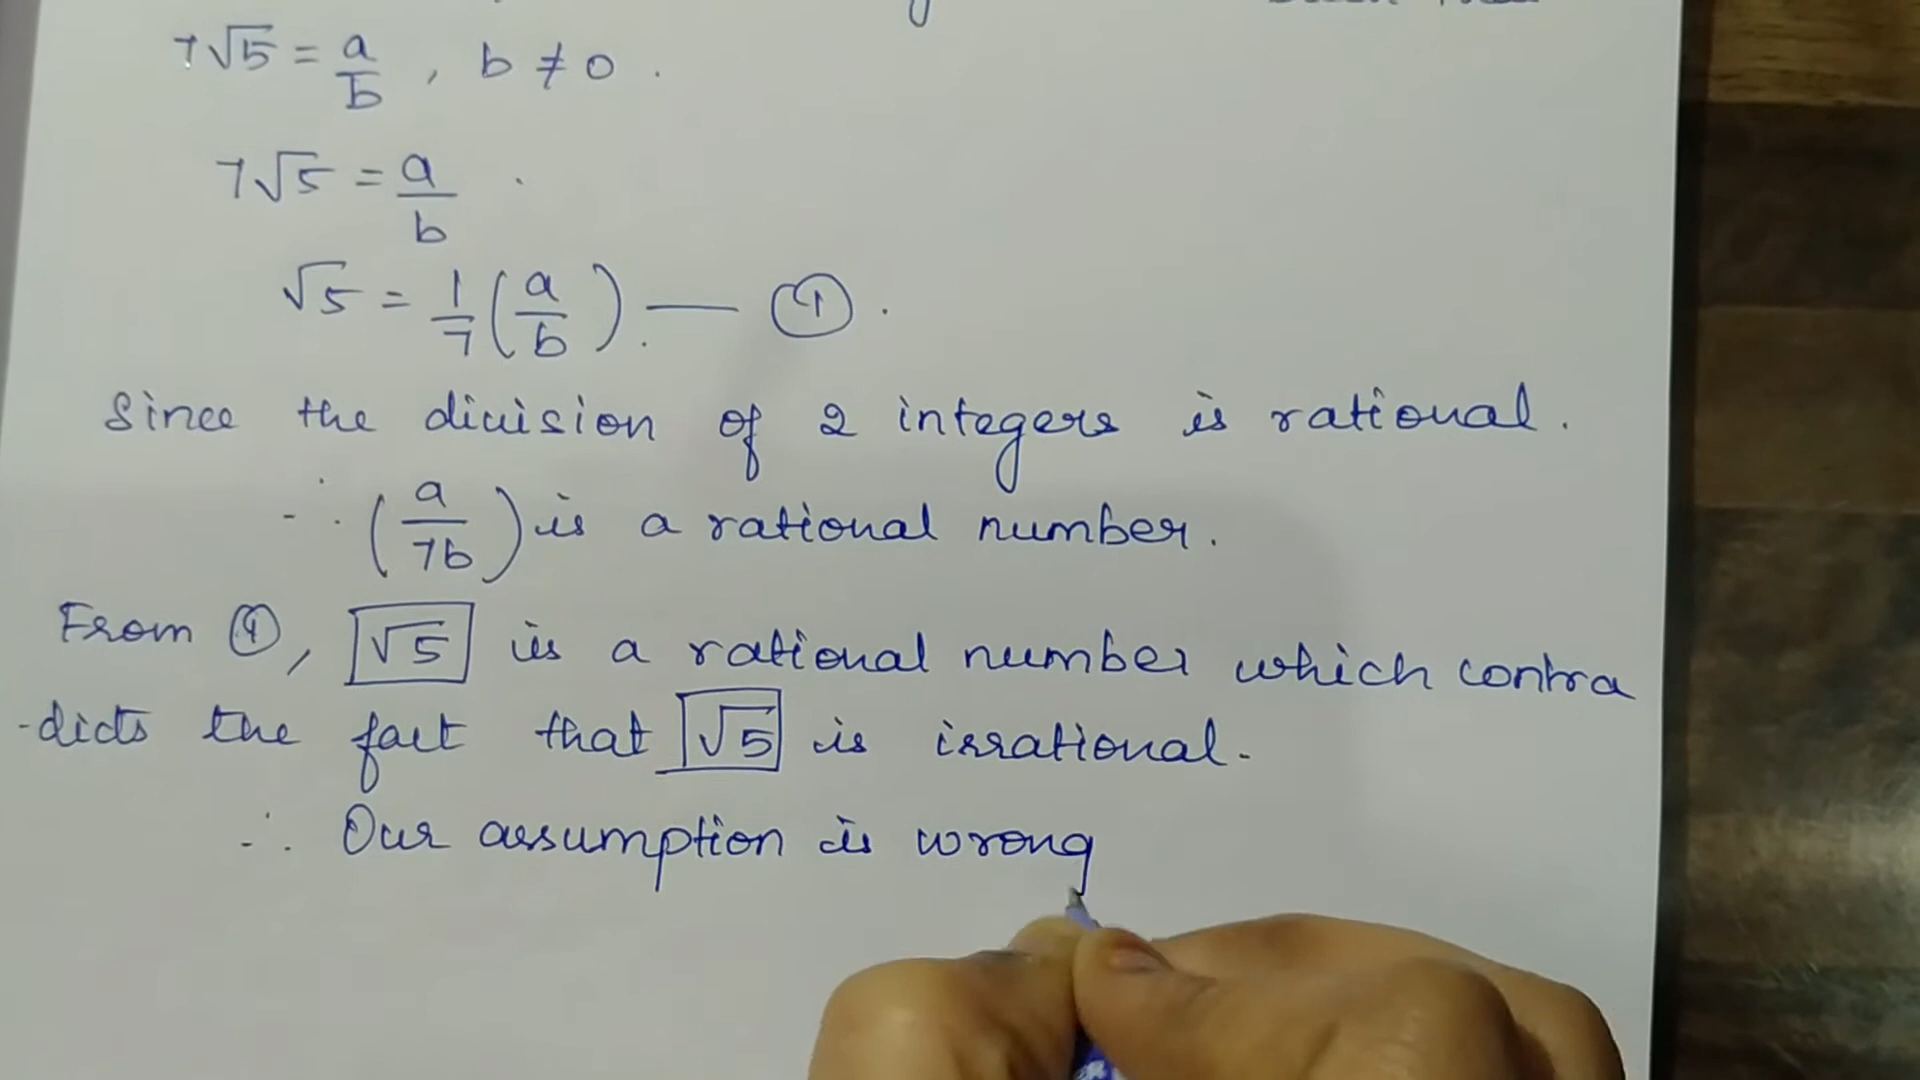 7√5 = a/b , b ≠ 0 .
7√5 = a/b .
√5 = 1/7 (a/b) . — ① .
Since the division of 2 integers is rational .
∴ (a/7b) is a rational number .
From ①, √5 is a rational number which contra
-dicts the fact that √5 is irrational .
∴ Our assumption is wrong